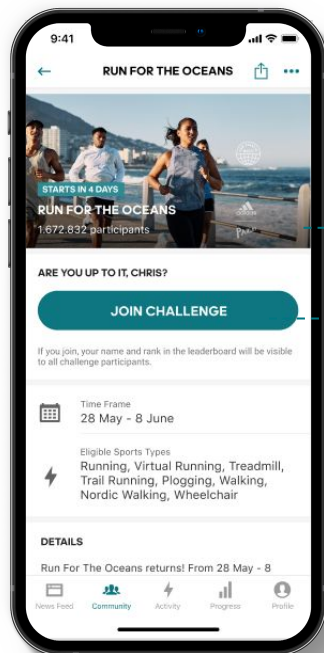 9:41
RUN FOR THE OCEANS
STARTS IN 4 DAYS
RUN FOR THE OCEANS
1.672.832 participants
adidas
ARE YOU UP TO IT, CHRIS?
JOIN CHALLENGE
If you join, your name and rank in the leaderboard will be visible
to all challenge participants.
Time Frame
28 May - 8 June
Eligible Sports Types
Running, Virtual Running, Treadmill,
Trail Running, Plogging, Walking,
Nordic Walking, Wheelchair
DETAILS
Run For The Oceans returns! From 28 May - 8
News Feed
Community
Activity
Progress
Profile